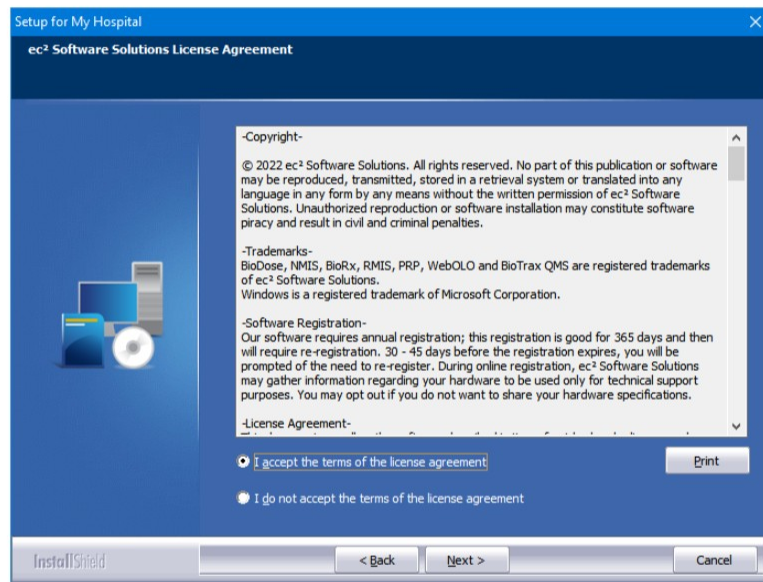 Setup for My Hospital
ec² Software Solutions License Agreement
-Copyright-
© 2022 ec² Software Solutions. All rights reserved. No part of this publication or software
may be reproduced, transmitted, stored in a retrieval system or translated into any
language in any form by any means without the written permission of ec² Software
Solutions. Unauthorized reproduction or software installation may constitute software
piracy and result in civil and criminal penalties.
-Trademarks-
BioDose, NMIS, BioRx, RMIS, PRP, WebOLO and BioTrax QMS are registered trademarks
of ec² Software Solutions.
Windows is a registered trademark of Microsoft Corporation.
-Software Registration-
Our software requires annual registration; this registration is good for 365 days and then
will require re-registration. 30 - 45 days before the registration expires, you will be
prompted of the need to re-register. During online registration, ec² Software Solutions
may gather information regarding your hardware to be used only for technical support
purposes. You may opt out if you do not want to share your hardware specifications.
-License Agreement-
I accept the terms of the license agreement
Print
I do not accept the terms of the license agreement
InstallShield
< Back
Next >
Cancel